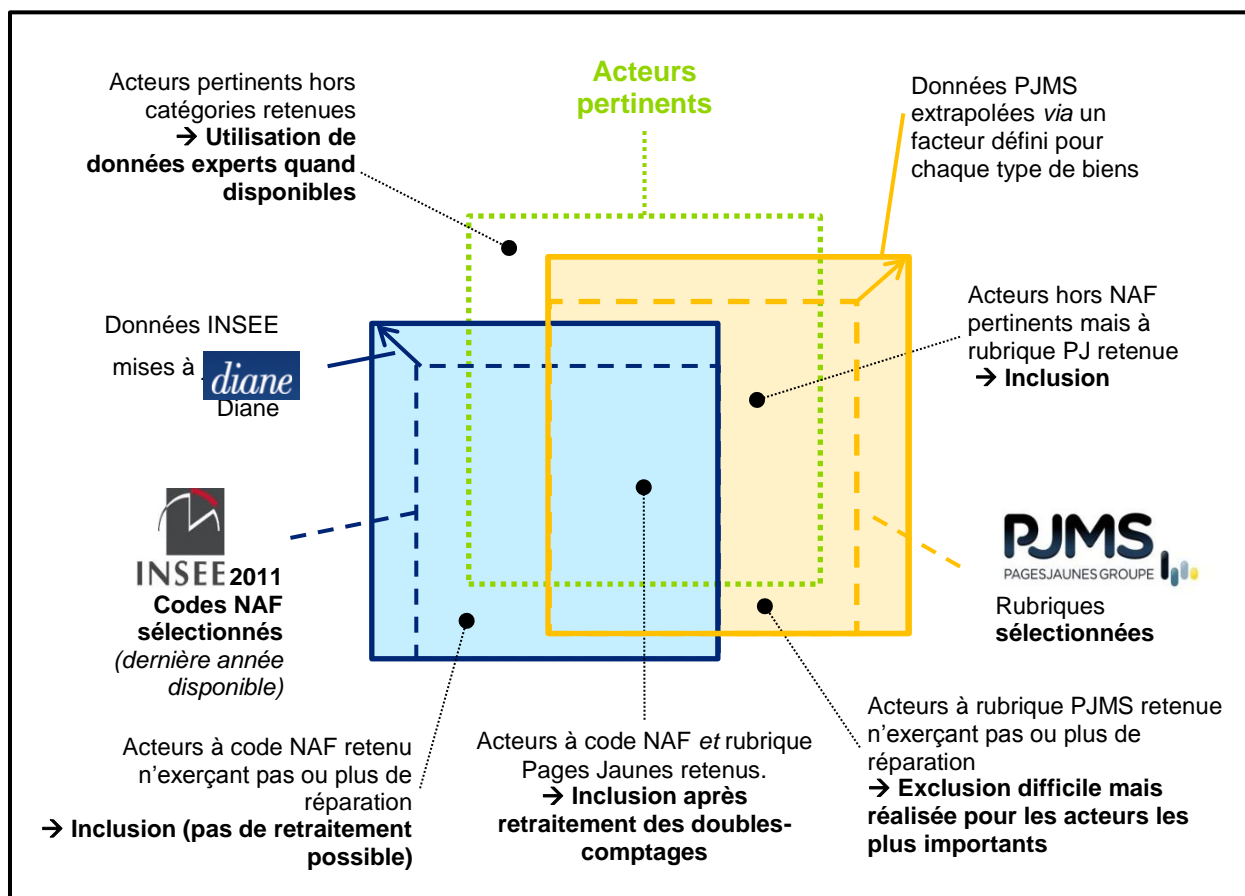 Acteurs pertinents hors
catégories retenues
→ Utilisation de
données experts quand
disponibles
Acteurs
pertinents
Données PJMS
extrapolées via un
facteur défini pour
chaque type de biens
Données INSEE
mises à
diane
Diane
Acteurs hors NAF
pertinents mais à
rubrique PJ retenue
→ Inclusion
INSEE 2011
Codes NAF
sélectionnés
(dernière année
disponible)
PJMS
PAGESJAUNES GROUPE
Rubriques
sélectionnées
Acteurs à code NAF retenu
n’exerçant pas ou plus de
réparation
→ Inclusion (pas de retraitement
possible)
Acteurs à code NAF et rubrique
Pages Jaunes retenus.
→ Inclusion après
retraitement des doubles-
comptages
Acteurs à rubrique PJMS retenue
n’exerçant pas ou plus de
réparation
→ Exclusion difficile mais
réalisée pour les acteurs les
plus importants